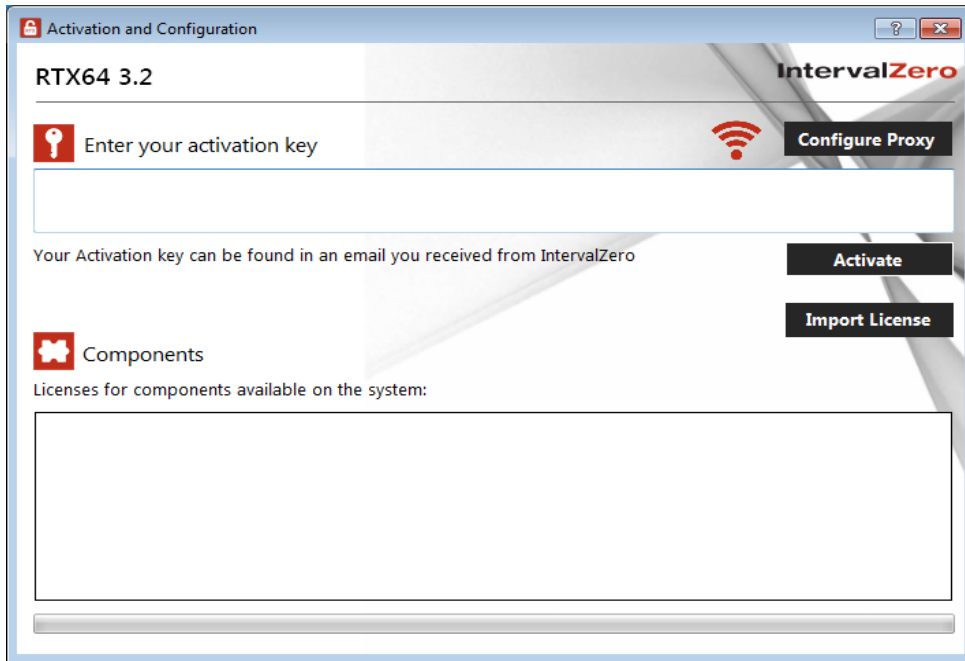 Activation and Configuration
RTX64 3.2
IntervalZero
Enter your activation key
Configure Proxy
Your Activation key can be found in an email you received from IntervalZero
Activate
Import License
Components
Licenses for components available on the system: